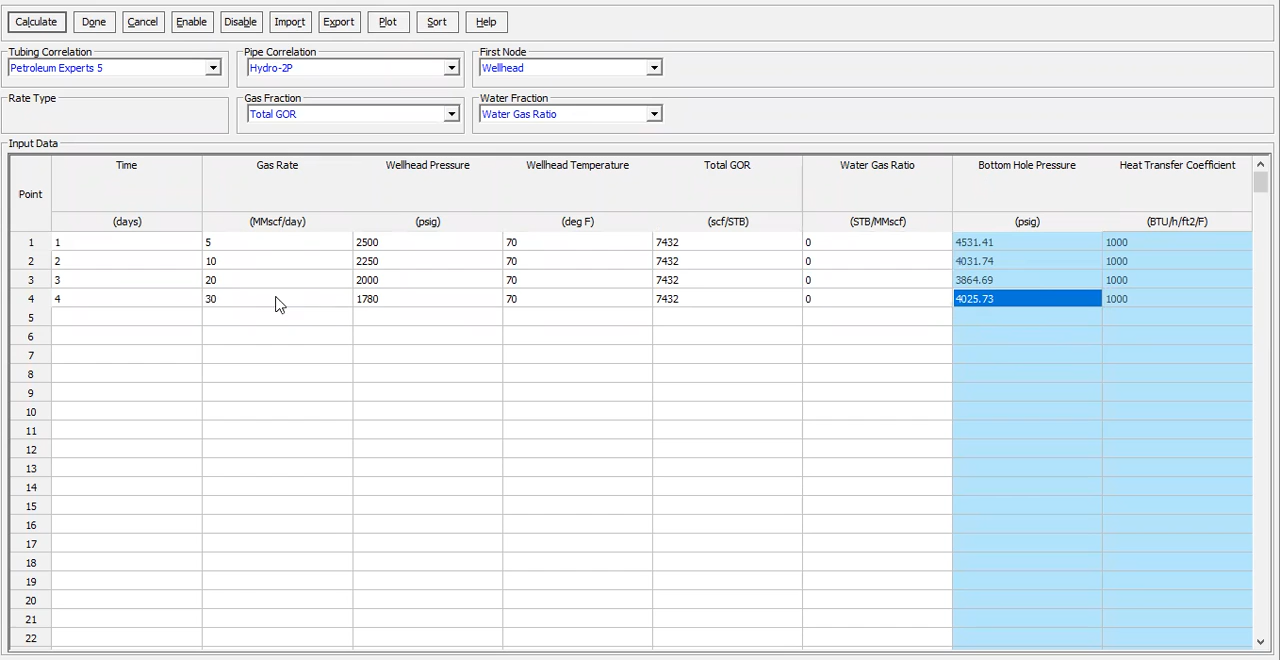 Calculate Done Cancel Enable Disable Import Export Plot Sort Help
Tubing Correlation Pipe Correlation First Node
Petroleum Experts 5 Hydro-2P Wellhead
Rate Type Gas Fraction Water Fraction
Total GOR Water Gas Ratio
Input Data
Point Time Gas Rate Wellhead Pressure Wellhead Temperature Total GOR Water Gas Ratio Bottom Hole Pressure Heat Transfer Coefficient
(days) (MMscf/day) (psig) (deg F) (scf/STB) (STB/MMscf) (psig) (BTU/h/ft2/F)
1 1 5 2500 70 7432 0 4531.41 1000
2 2 10 2250 70 7432 0 4031.74 1000
3 3 20 2000 70 7432 0 3864.69 1000
4 4 30 1780 70 7432 0 4025.73 1000
5
6
7
8
9
10
11
12
13
14
15
16
17
18
19
20
21
22